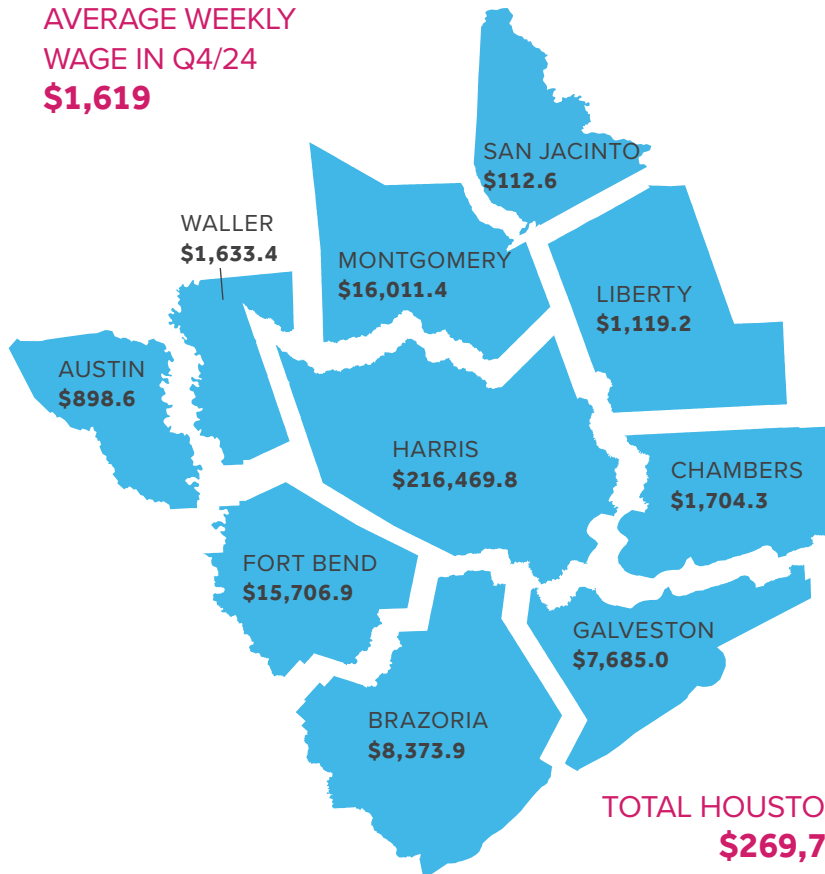 AVERAGE WEEKLY
WAGE IN Q4/24
$1,619
SAN JACINTO
$112.6
WALLER
$1,633.4
MONTGOMERY
$16,011.4
LIBERTY
$1,119.2
AUSTIN
$898.6
HARRIS
$216,469.8
CHAMBERS
$1,704.3
FORT BEND
$15,706.9
GALVESTON
$7,685.0
BRAZORIA
$8,373.9
TOTAL HOUSTO
$269,7